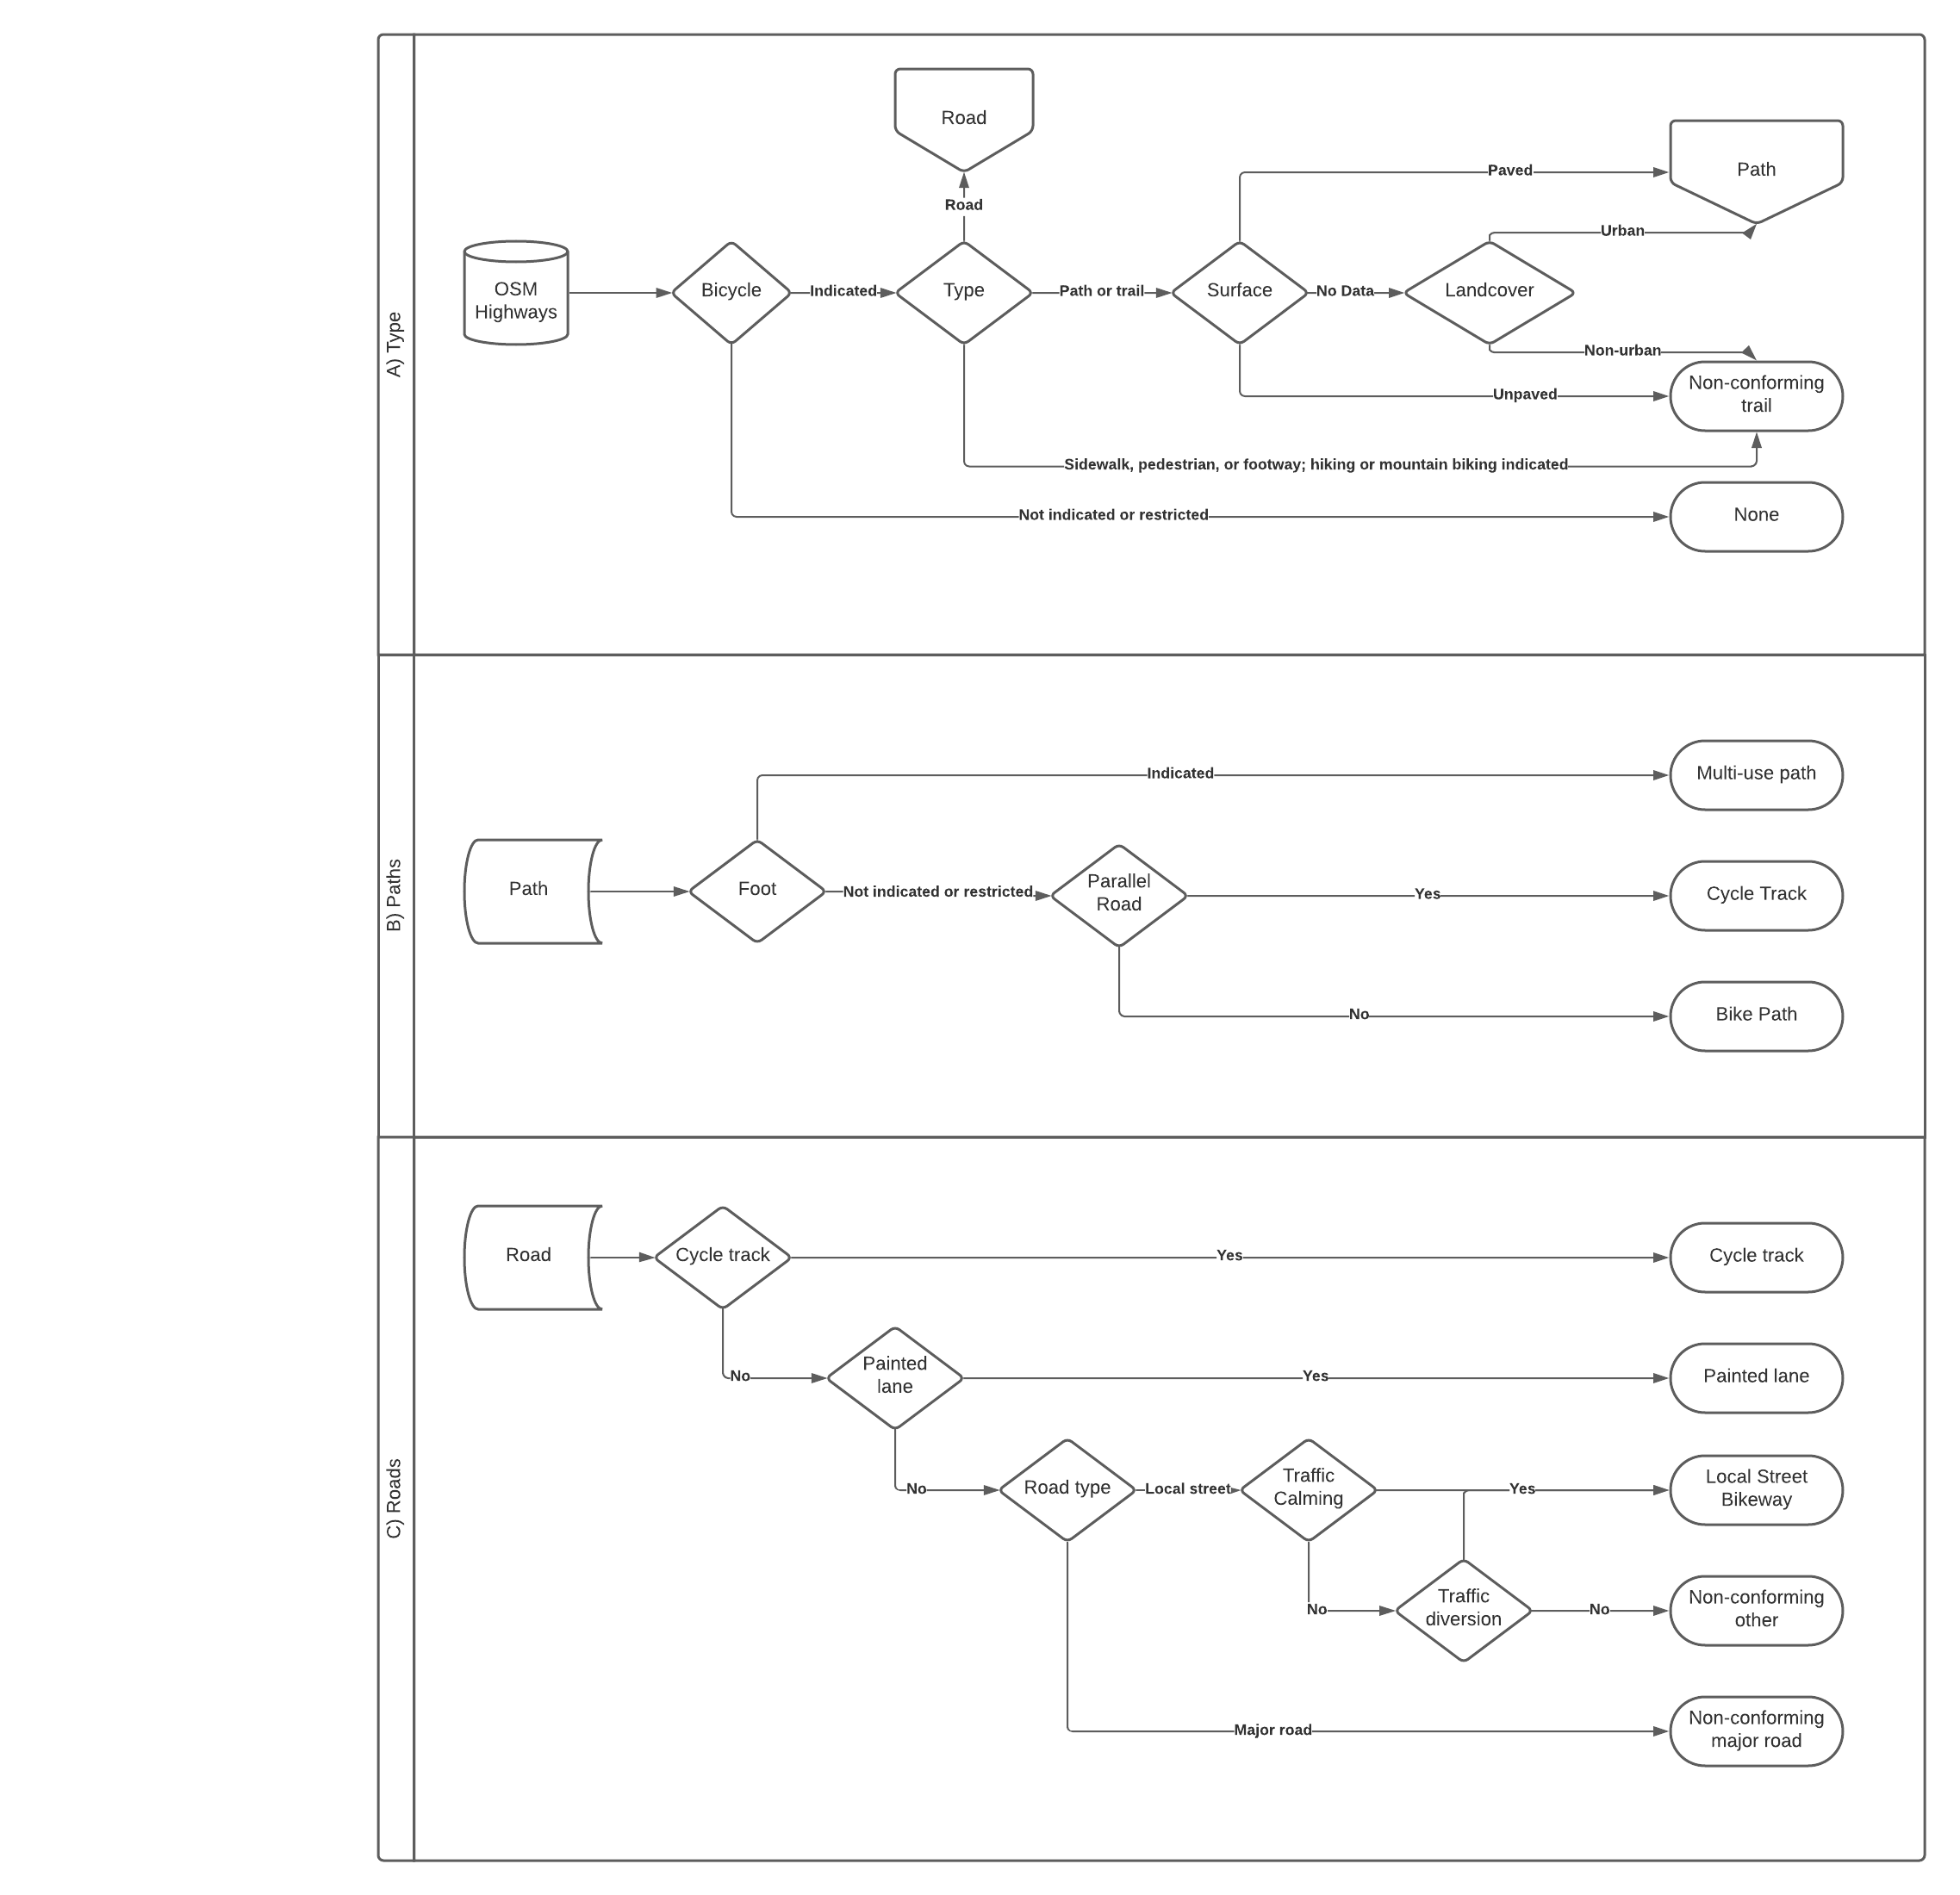 A) Type
Road
Road
Paved
Path
Urban
OSM
Highways
Bicycle
Indicated
Type
Path or trail
Surface
No Data
Landcover
Non-urban
Unpaved
Non-conforming
trail
Sidewalk, pedestrian, or footway; hiking or mountain biking indicated
Not indicated or restricted
None
B) Paths
Indicated
Multi-use path
Path
Foot
Not indicated or restricted
Parallel
Road
Yes
Cycle Track
No
Bike Path
C) Roads
Road
Cycle track
Yes
Cycle track
No
Painted
lane
Yes
Painted lane
No
Road type
Local street
Traffic
Calming
Yes
Local Street
Bikeway
No
Traffic
diversion
No
Non-conforming
other
Major road
Non-conforming
major road